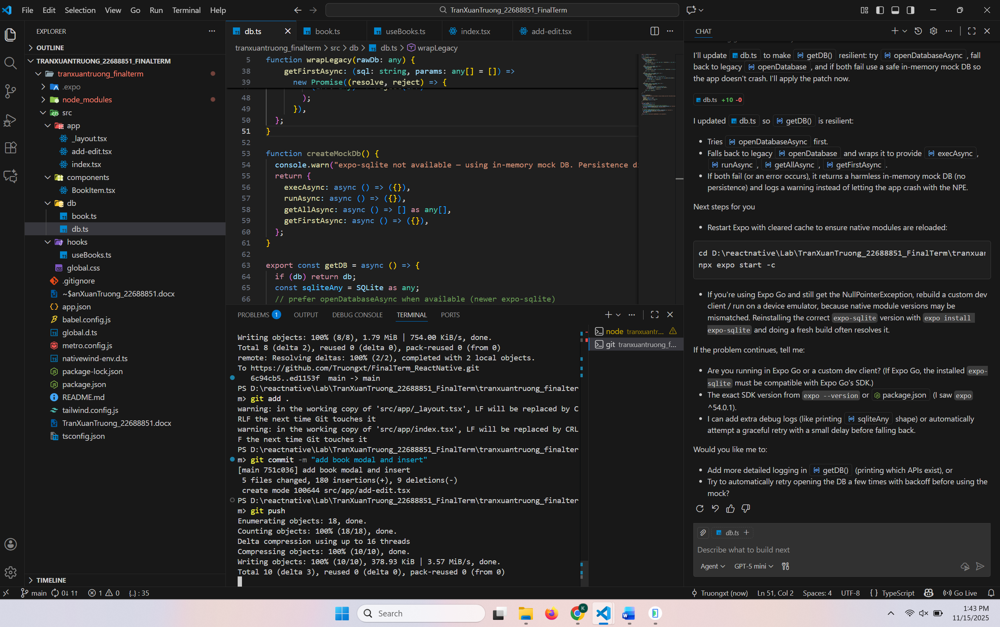 File Edit Selection View Go Run Terminal Help
TranXuanTruong_22688851_FinalTerm
EXPLORER
OUTLINE
TRANXUANTRUONG_22688851_FINALTERM
tranxuantruong_finalterm
.expo
node_modules
src
app
_layout.tsx
add-edit.tsx
index.tsx
components
BookItem.tsx
db
book.ts
db.ts
hooks
useBooks.ts
global.css
.gitignore
~$anXuanTruong_22688851.docx
app.json
babel.config.js
global.d.ts
metro.config.js
nativewind-env.d.ts
package-lock.json
package.json
README.md
tailwind.config.js
TranXuanTruong_22688851.docx
tsconfig.json
TIMELINE
db.ts book.ts useBooks.ts index.tsx add-edit.tsx
tranxuantruong_finalterm > src > db > db.ts > wrapLegacy
5 function wrapLegacy(rawDb: any) {
38 getFirstAsync: (sql: string, params: any[] = []) =>
39 new Promise((resolve, reject) => {
48 );
49 }),
50 };
51 }
52
53 function createMockDb() {
54 console.warn("expo-sqlite not available — using in-memory mock DB. Persistence d
55 return {
56 execAsync: async () => ({}),
57 runAsync: async () => ({}),
58 getAllAsync: async () => [] as any[],
59 getFirstAsync: async () => ({}),
60 };
61 }
62
63 export const getDB = async () => {
64 if (db) return db;
65 const sqliteAny = SQLite as any;
66 // prefer openDatabaseAsync when available (newer expo-sqlite)
PROBLEMS 1 OUTPUT DEBUG CONSOLE TERMINAL PORTS
Writing objects: 100% (8/8), 1.79 MiB | 754.00 KiB/s, done.
Total 8 (delta 2), reused 0 (delta 0), pack-reused 0 (from 0)
remote: Resolving deltas: 100% (2/2), completed with 2 local objects.
To https://github.com/Truongxt/FinalTerm_ReactNative.git
6c94cb5..ed1153f main -> main
PS D:\reactnative\Lab\TranXuanTruong_22688851_FinalTerm\tranxuantruong_finalter
m> git add .
warning: in the working copy of 'src/app/_layout.tsx', LF will be replaced by C
RLF the next time Git touches it
warning: in the working copy of 'src/app/index.tsx', LF will be replaced by CRL
F the next time Git touches it
PS D:\reactnative\Lab\TranXuanTruong_22688851_FinalTerm\tranxuantruong_finalter
m> git commit -m "add book modal and insert"
[main 751c036] add book modal and insert
5 files changed, 180 insertions(+), 9 deletions(-)
create mode 100644 src/app/add-edit.tsx
PS D:\reactnative\Lab\TranXuanTruong_22688851_FinalTerm\tranxuantruong_finalter
m> git push
Enumerating objects: 18, done.
Counting objects: 100% (18/18), done.
Delta compression using up to 16 threads
Compressing objects: 100% (10/10), done.
Writing objects: 100% (10/10), 378.93 KiB | 3.57 MiB/s, done.
Total 10 (delta 3), reused 0 (delta 0), pack-reused 0 (from 0)
node tranxuantr...
git tranxuantruong_f...
CHAT
I'll update db.ts to make getDB() resilient: try openDatabaseAsync, fall
back to legacy openDatabase, and if both fail use a safe in-memory mock DB so
the app doesn't crash. I'll apply the patch now.
db.ts +10 -0
I updated db.ts so getDB() is resilient:
• Tries openDatabaseAsync first.
• Falls back to legacy openDatabase and wraps it to provide execAsync,
runAsync, getAllAsync, getFirstAsync.
• If both fail (or an error occurs), it returns a harmless in-memory mock DB (no
persistence) and logs a warning instead of letting the app crash with the NPE.
Next steps for you
• Restart Expo with cleared cache to ensure native modules are reloaded:
cd D:\reactnative\Lab\TranXuanTruong_22688851_FinalTerm\tranxuan
npx expo start -c
• If you're using Expo Go and still get the NullPointerException, rebuild a custom dev
client / run on a device emulator, because native module versions may be
mismatched. Reinstalling the correct expo-sqlite version with expo install
expo-sqlite and doing a fresh build often resolves it.
If the problem continues, tell me:
• Are you running in Expo Go or a custom dev client? (If Expo Go, the installed expo-
sqlite must be compatible with Expo Go's SDK.)
• The exact SDK version from expo --version or package.json (I saw expo
^54.0.1).
• I can add extra debug logs (like printing sqliteAny shape) or automatically
attempt a graceful retry with a small delay before falling back.
Would you like me to:
• Add more detailed logging in getDB() (printing which APIs exist), or
• Try to automatically retry opening the DB a few times with backoff before using the
mock?
db.ts +
Describe what to build next
Agent GPT-5 mini
main 0↓ 1↑ 1 0 {..} : 35
Truongxt (now) Ln 51, Col 2 Spaces: 4 UTF-8 { } TypeScript Go Live
Search
K
1:43 PM
11/15/2025